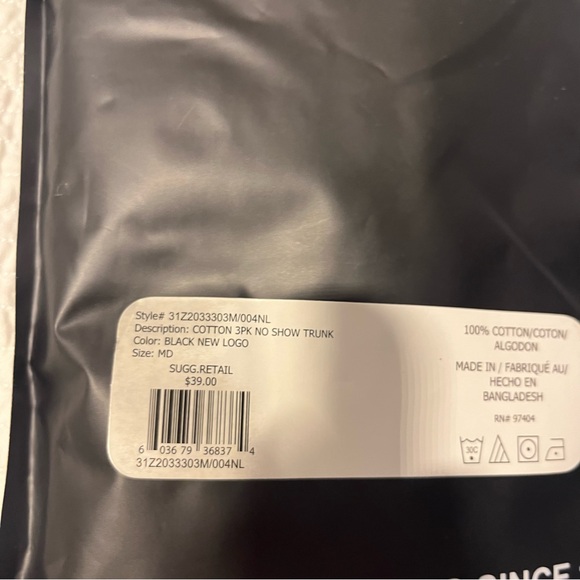 Style# 31Z2033303M/004NL
Description: COTTON 3PK NO SHOW TRUNK
Color: BLACK NEW LOGO
Size: MD
SUGG.RETAIL
$39.00
6 03679 36837 4
31Z2033303M/004NL
100% COTTON/COTON/
ALGODON
MADE IN / FABRIQUÉ AU/
HECHO EN
BANGLADESH
RN# 97404
30C
SINCE